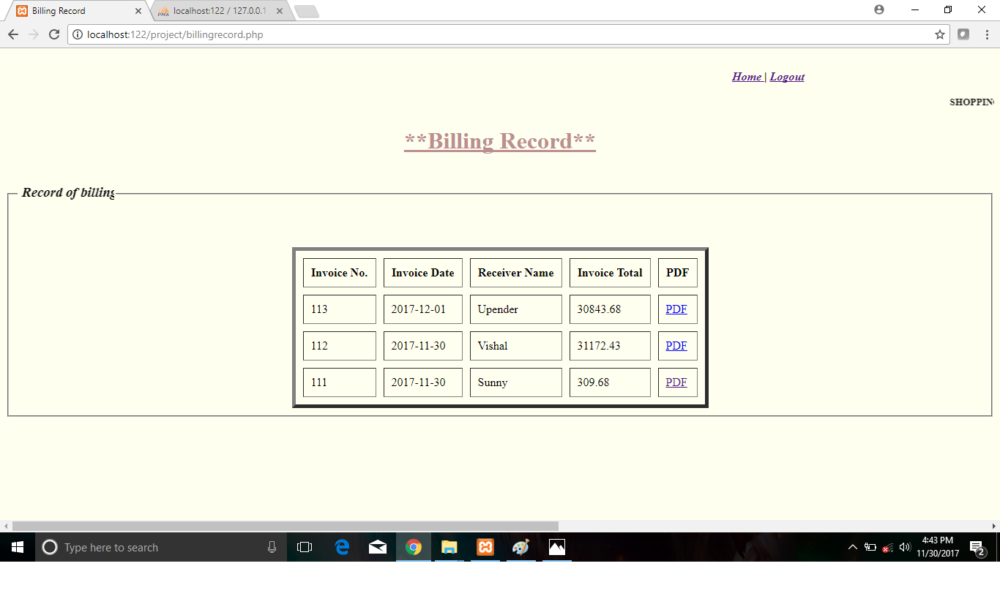 Billing Record
PMA localhost:122 / 127.0.0.1
localhost:122/project/billingrecord.php
Home | Logout
SHOPPIN
**Billing Record**
Record of billing
Invoice No. Invoice Date Receiver Name Invoice Total PDF
113 2017-12-01 Upender 30843.68 PDF
112 2017-11-30 Vishal 31172.43 PDF
111 2017-11-30 Sunny 309.68 PDF
Type here to search
4:43 PM
11/30/2017
2